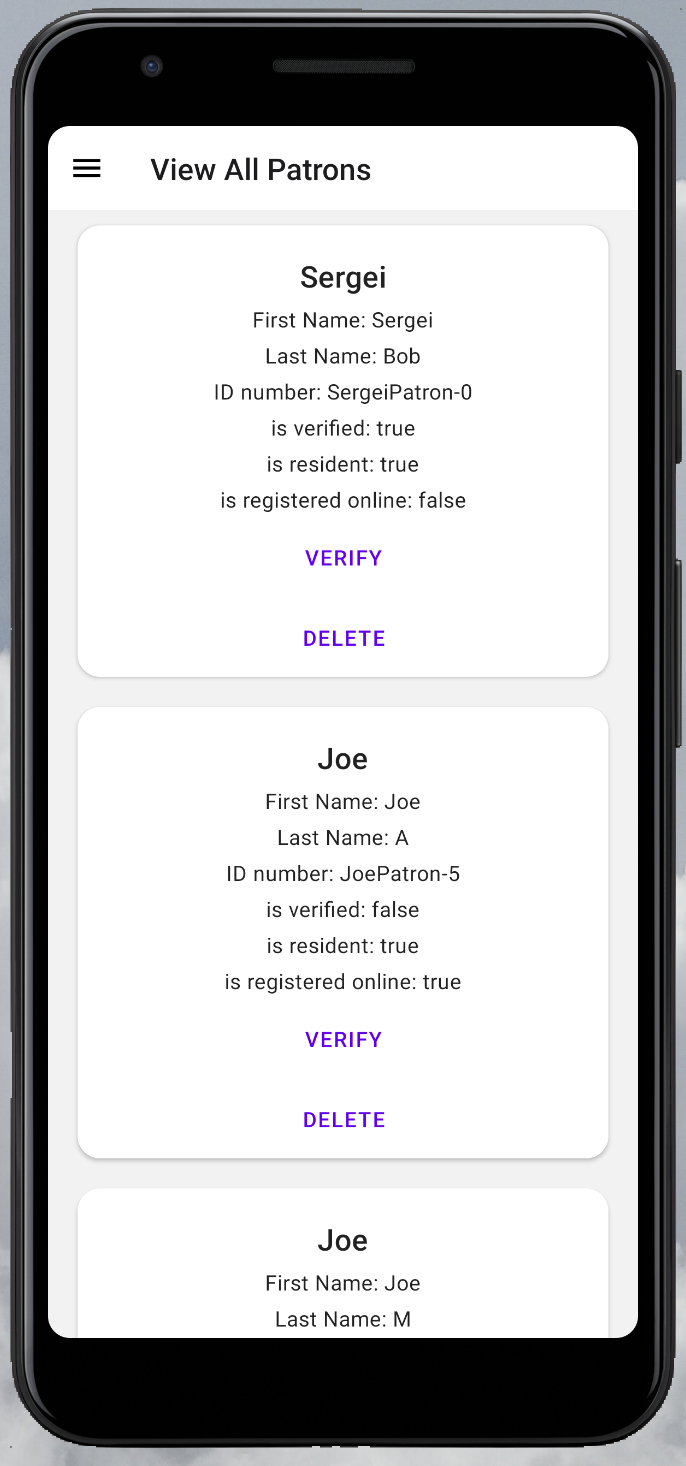 View All Patrons
Sergei
First Name: Sergei
Last Name: Bob
ID number: SergeiPatron-0
is verified: true
is resident: true
is registered online: false
VERIFY
DELETE
Joe
First Name: Joe
Last Name: A
ID number: JoePatron-5
is verified: false
is resident: true
is registered online: true
VERIFY
DELETE
Joe
First Name: Joe
Last Name: M